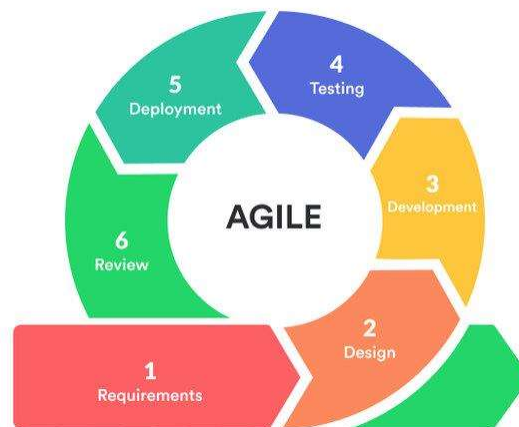 4
Testing
5
Deployment
3
Development
AGILE
6
Review
2
Design
1
Requirements